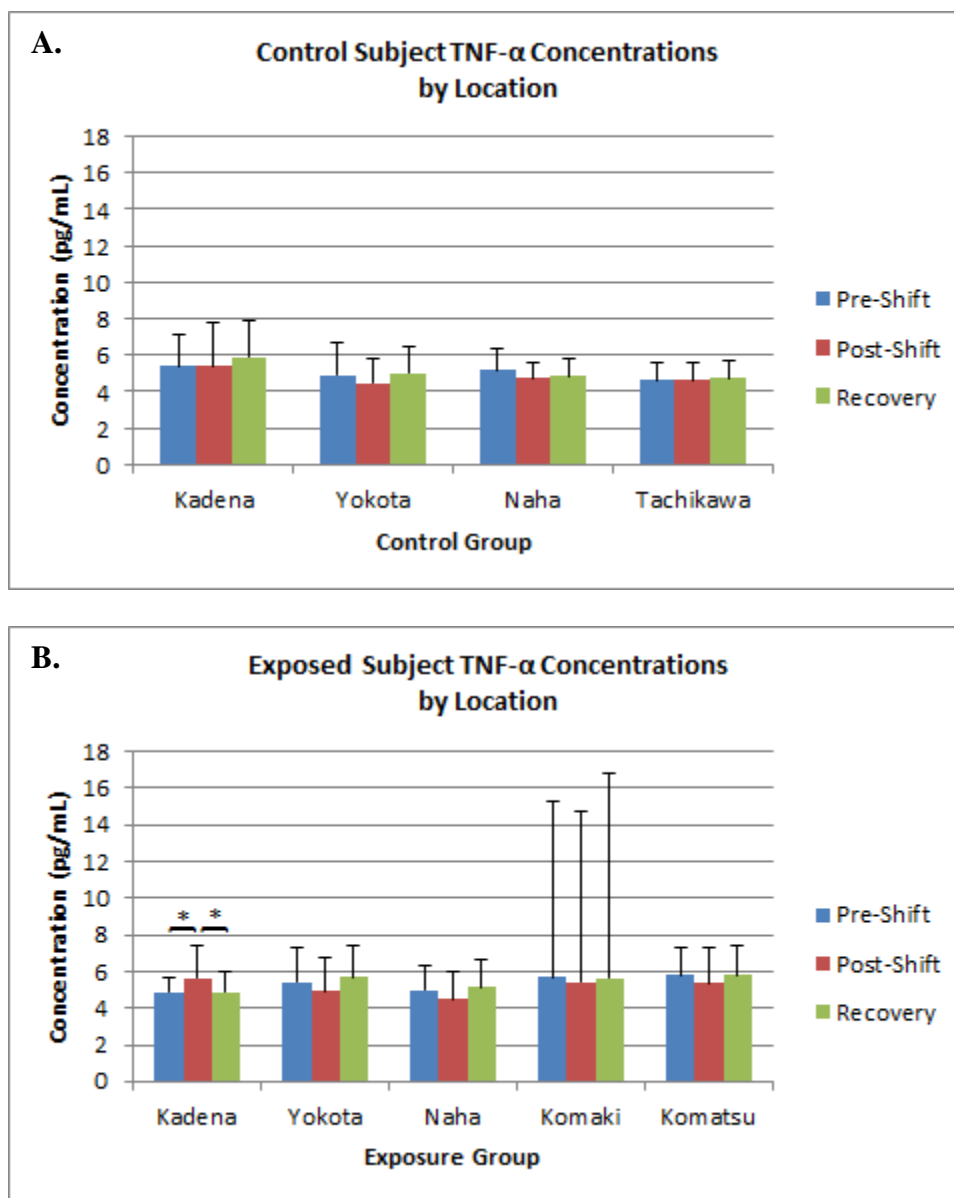 A.
Control Subject TNF-α Concentrations
by Location
18
16
14
12
10
8
6
4
2
0
Concentration (pg/mL)
Kadena Yokota Naha Tachikawa
Control Group
Pre-Shift
Post-Shift
Recovery
B.
Exposed Subject TNF-α Concentrations
by Location
18
16
14
12
10
8
6
4
2
0
Concentration (pg/mL)
* *
Kadena Yokota Naha Komaki Komatsu
Exposure Group
Pre-Shift
Post-Shift
Recovery